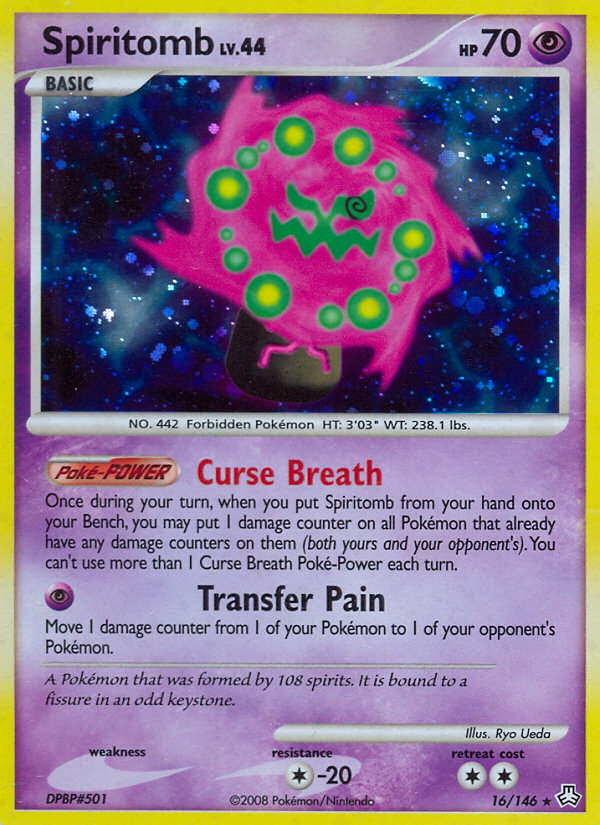 Spiritomb LV.44
HP 70
BASIC
NO. 442 Forbidden Pokémon HT: 3'03" WT: 238.1 lbs.
Poké-POWER Curse Breath
Once during your turn, when you put Spiritomb from your hand onto
your Bench, you may put 1 damage counter on all Pokémon that already
have any damage counters on them (both yours and your opponent's). You
can't use more than 1 Curse Breath Poké-Power each turn.
Transfer Pain
Move 1 damage counter from 1 of your Pokémon to 1 of your opponent's
Pokémon.
A Pokémon that was formed by 108 spirits. It is bound to a
fissure in an odd keystone.
Illus. Ryo Ueda
weakness resistance retreat cost
-20
DPBP#501 ©2008 Pokémon/Nintendo 16/146 ★